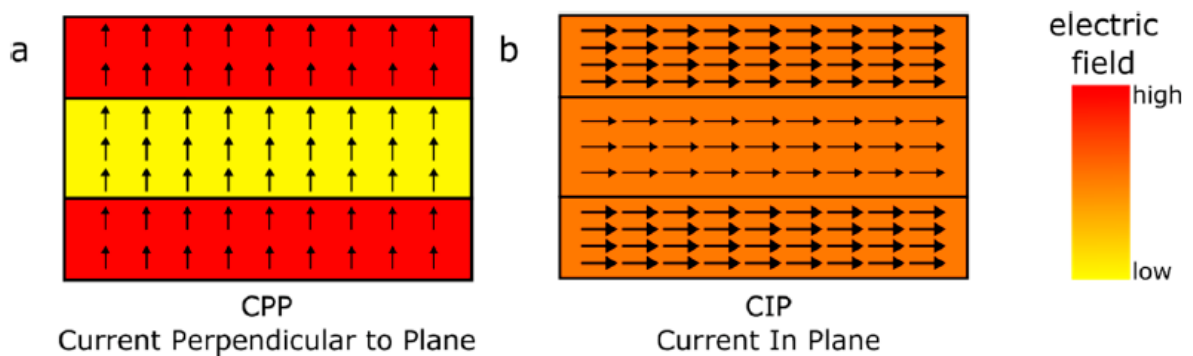 a
CPP
Current Perpendicular to Plane
b
CIP
Current In Plane
electric
field
high
low